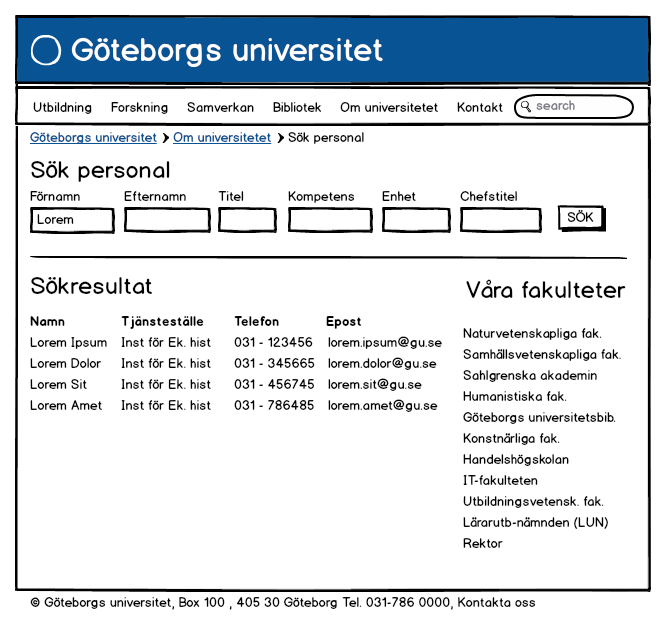 Göteborgs universitet
Utbildning Forskning Samverkan Bibliotek Om universitetet Kontakt search
Göteborgs universitet > Om universitetet > Sök personal
Sök personal
Förnamn Efternamn Titel Kompetens Enhet Chefstitel
Lorem SÖK
Sökresultat
Namn Tjänsteställe Telefon Epost
Lorem Ipsum Inst för Ek. hist 031 - 123456 lorem.ipsum@gu.se
Lorem Dolor Inst för Ek. hist 031 - 345665 lorem.dolor@gu.se
Lorem Sit Inst för Ek. hist 031 - 456745 lorem.sit@gu.se
Lorem Amet Inst för Ek. hist 031 - 786485 lorem.amet@gu.se
Våra fakulteter
Naturvetenskapliga fak.
Samhällsvetenskapliga fak.
Sahlgrenska akademin
Humanistiska fak.
Göteborgs universitetsbib.
Konstnärliga fak.
Handelshögskolan
IT-fakulteten
Utbildningsvetensk. fak.
Lärarutb-nämnden (LUN)
Rektor
© Göteborgs universitet, Box 100 , 405 30 Göteborg Tel. 031-786 0000, Kontakta oss